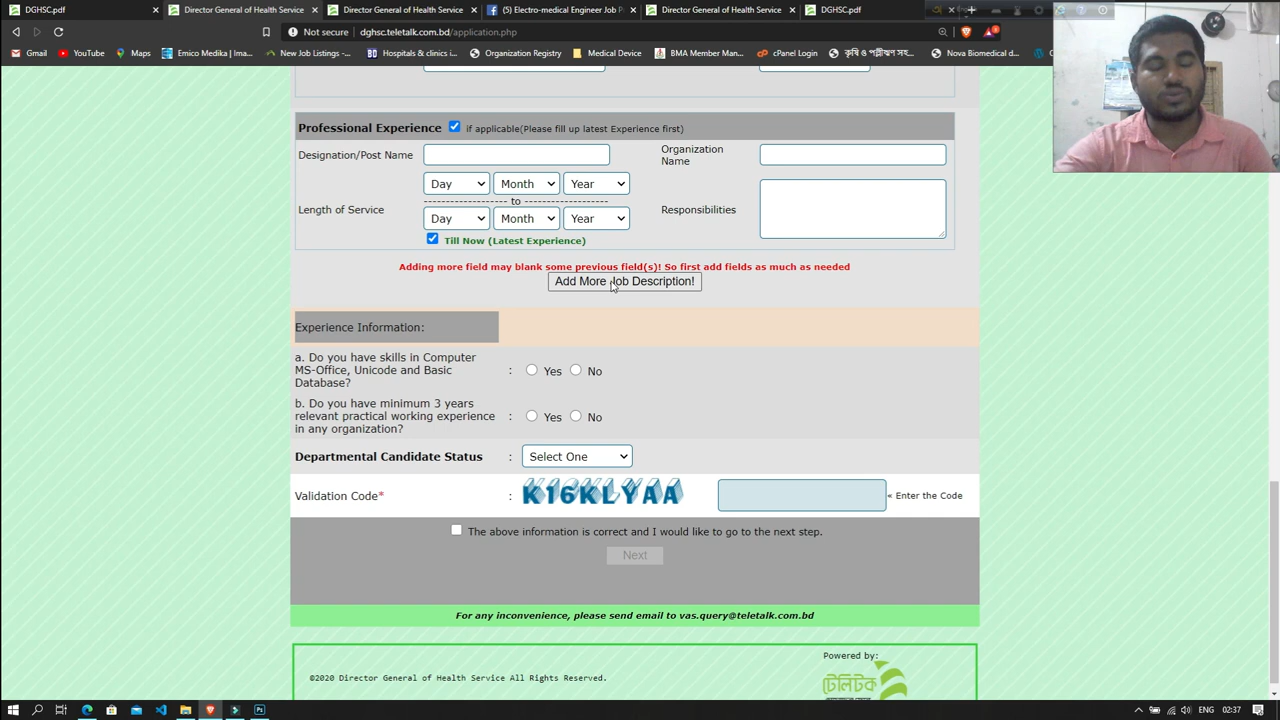 DGHSC.pdf
Director General of Health Service
Director General of Health Service
(5) Electro-medical Engineer Job P
Director General of Health Service
DGHSC.pdf
Not secure
dghsc.teletalk.com.bd/application.php
Gmail
YouTube
Maps
Emico Medika | Ima
New Job Listings -
Hospitals & clinics i
Organization Regist
Medical Device
BMA Member Man
cPanel Login
কৃষি ও পল্লীঋণ সহ
Nova Biomedical d
Professional Experience
if applicable(Please fill up latest Experience first)
Designation/Post Name
Organization
Name
Day Month Year
Length of Service
------------------- to -------------------
Responsibilities
Day Month Year
Till Now (Latest Experience)
Adding more field may blank some previous field(s)! So first add fields as much as needed
Add More Job Description!
Experience Information:
a. Do you have skills in Computer
MS-Office, Unicode and Basic
Database?
: Yes No
b. Do you have minimum 3 years
relevant practical working experience
in any organization?
: Yes No
Departmental Candidate Status : Select One
Validation Code* : K16KLYAA « Enter the Code
The above information is correct and I would like to go to the next step.
Next
For any inconvenience, please send email to vas.query@teletalk.com.bd
Powered by:
©2020 Director General of Health Service All Rights Reserved.
টেলিটক
ENG 02:37